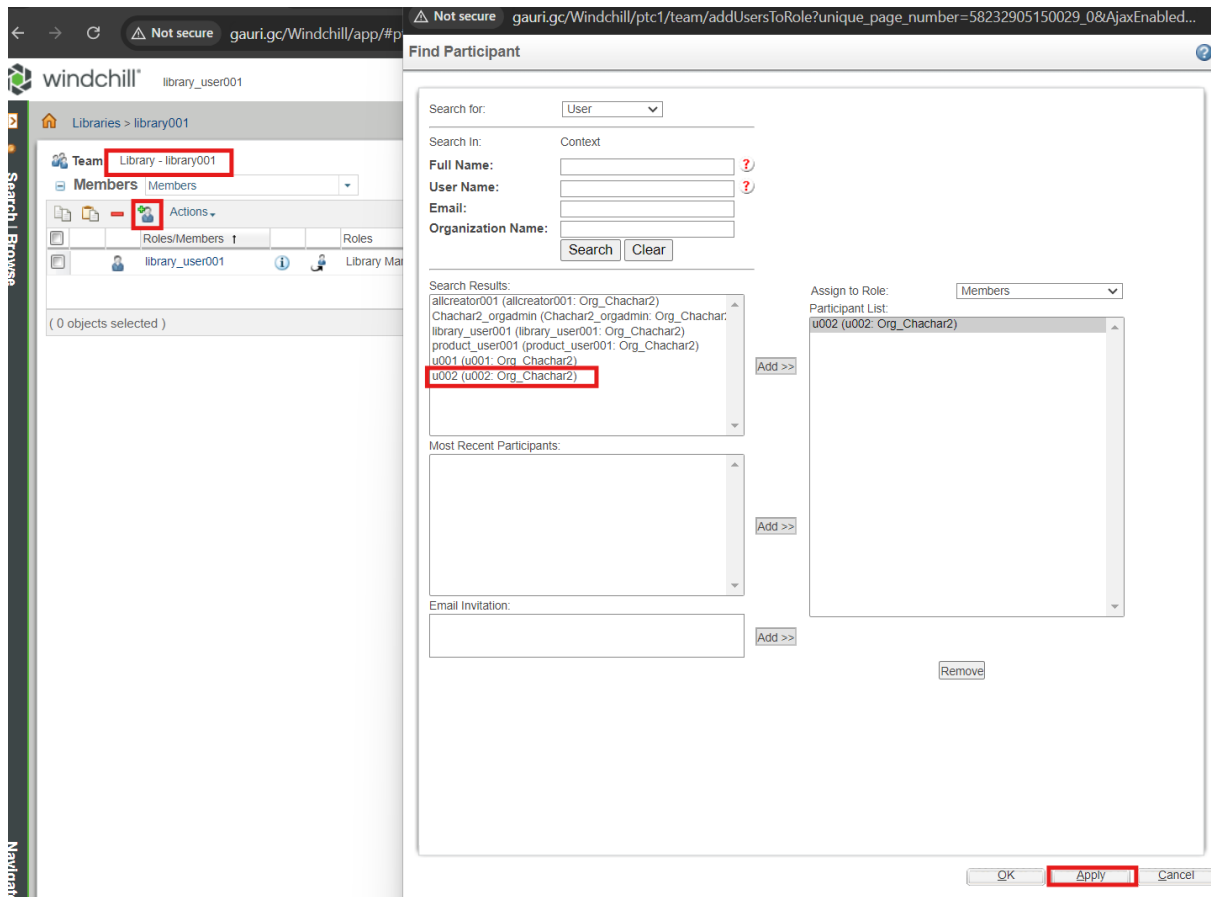 Not secure gauri.gc/Windchill/app/#p
windchill library_user001
Libraries > library001
Team Library - library001
Members Members
Actions
Roles/Members Roles
library_user001 Library Mar
( 0 objects selected )
Search | Browse
Navigat
Not secure gauri.gc/Windchill/ptc1/team/addUsersToRole?unique_page_number=58232905150029_0&AjaxEnabled...
Find Participant
Search for: User
Search In: Context
Full Name:
User Name:
Email:
Organization Name:
Search Clear
Search Results:
allcreator001 (allcreator001: Org_Chachar2)
Chachar2_orgadmin (Chachar2_orgadmin: Org_Chachar
library_user001 (library_user001: Org_Chachar2)
product_user001 (product_user001: Org_Chachar2)
u001 (u001: Org_Chachar2)
u002 (u002: Org_Chachar2)
Add >>
Assign to Role: Members
Participant List:
u002 (u002: Org_Chachar2)
Most Recent Participants:
Add >>
Email Invitation:
Add >>
Remove
OK Apply Cancel